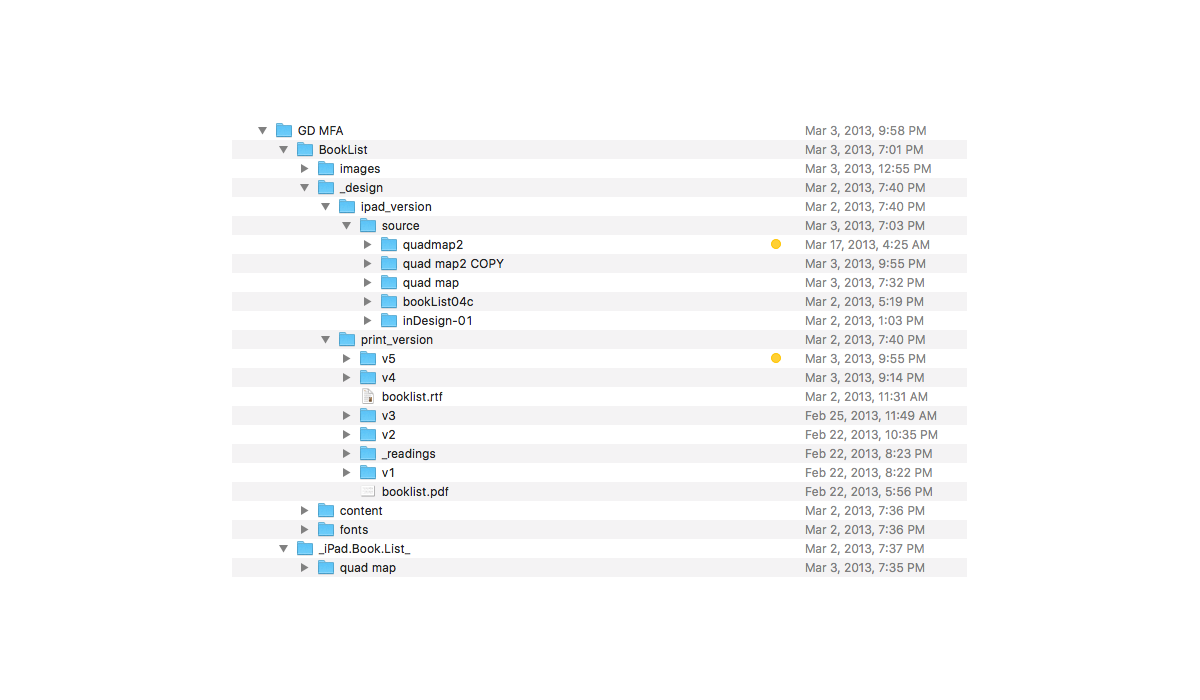 GD MFA Mar 3, 2013, 9:58 PM
BookList Mar 3, 2013, 7:01 PM
images Mar 3, 2013, 12:55 PM
_design Mar 2, 2013, 7:40 PM
ipad_version Mar 2, 2013, 7:40 PM
source Mar 3, 2013, 7:03 PM
quadmap2 Mar 17, 2013, 4:25 AM
quad map2 COPY Mar 3, 2013, 9:55 PM
quad map Mar 3, 2013, 7:32 PM
bookList04c Mar 2, 2013, 5:19 PM
inDesign-01 Mar 2, 2013, 1:03 PM
print_version Mar 2, 2013, 7:40 PM
v5 Mar 3, 2013, 9:55 PM
v4 Mar 3, 2013, 9:14 PM
booklist.rtf Mar 2, 2013, 11:31 AM
v3 Feb 25, 2013, 11:49 AM
v2 Feb 22, 2013, 10:35 PM
_readings Feb 22, 2013, 8:23 PM
v1 Feb 22, 2013, 8:22 PM
booklist.pdf Feb 22, 2013, 5:56 PM
content Mar 2, 2013, 7:36 PM
fonts Mar 2, 2013, 7:36 PM
_iPad.Book.List_ Mar 2, 2013, 7:37 PM
quad map Mar 3, 2013, 7:35 PM